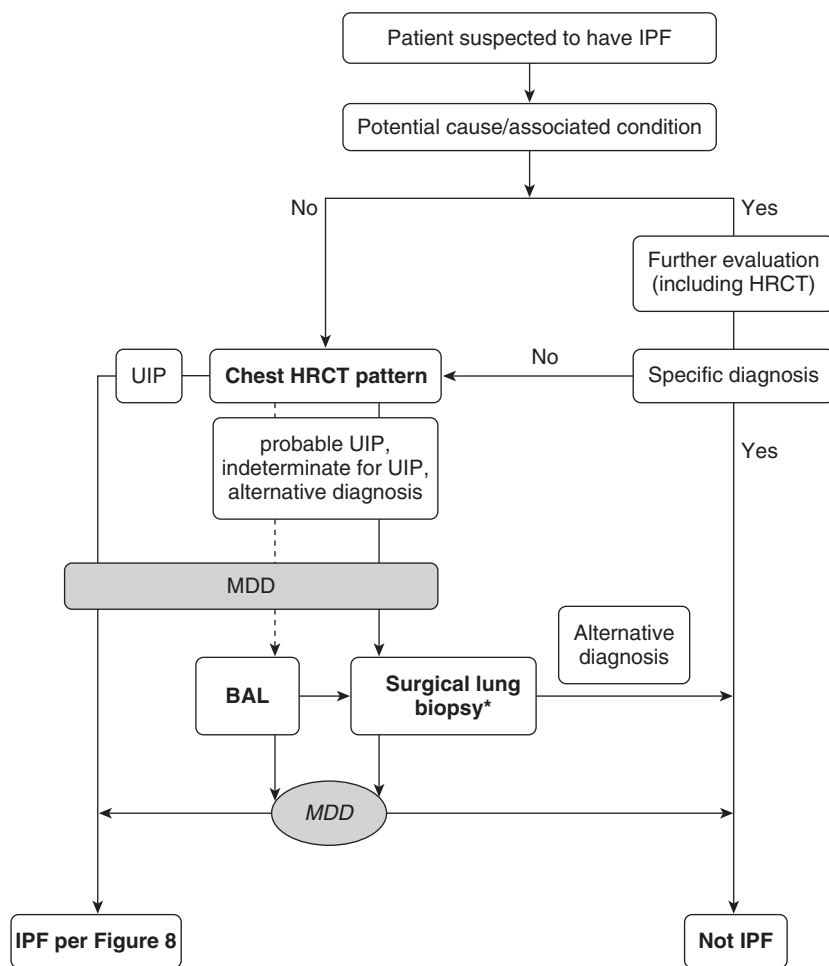 Patient suspected to have IPF
Potential cause/associated condition
No
Yes
Further evaluation
(including HRCT)
UIP
Chest HRCT pattern
No
Specific diagnosis
probable UIP,
indeterminate for UIP,
alternative diagnosis
Yes
MDD
Alternative
diagnosis
BAL
Surgical lung
biopsy*
MDD
IPF per Figure 8
Not IPF